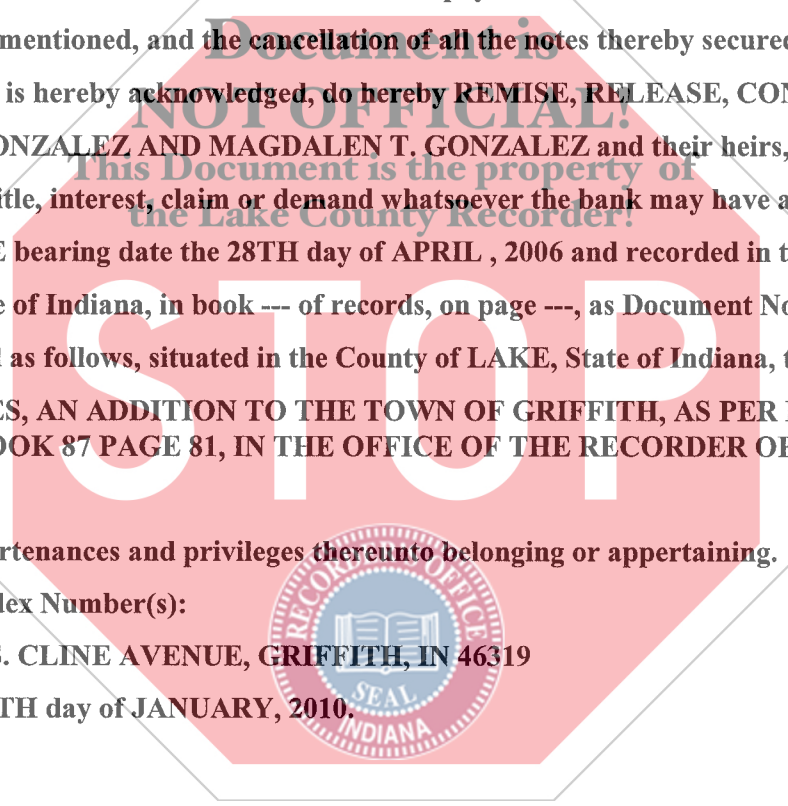 Document is
mentioned, and the cancellation of all the notes thereby secured
is hereby acknowledged, do hereby REMISE, RELEASE, CON
NOT OFFICIAL!
ONZALEZ AND MAGDALEN T. GONZALEZ and their heirs,
This Document is the property of
itle, interest, claim or demand whatsoever the bank may have a
the Lake County Recorder!
E bearing date the 28TH day of APRIL , 2006 and recorded in t
e of Indiana, in book --- of records, on page ---, as Document No
l as follows, situated in the County of LAKE, State of Indiana, t
STOP
ES, AN ADDITION TO THE TOWN OF GRIFFITH, AS PER
OOK 87 PAGE 81, IN THE OFFICE OF THE RECORDER OF
rtenances and privileges thereunto belonging or appertaining.
dex Number(s):
S. CLINE AVENUE, GRIFFITH, IN 46319
TH day of JANUARY, 2010.
RECORDER'S OFFICE
SEAL
INDIANA